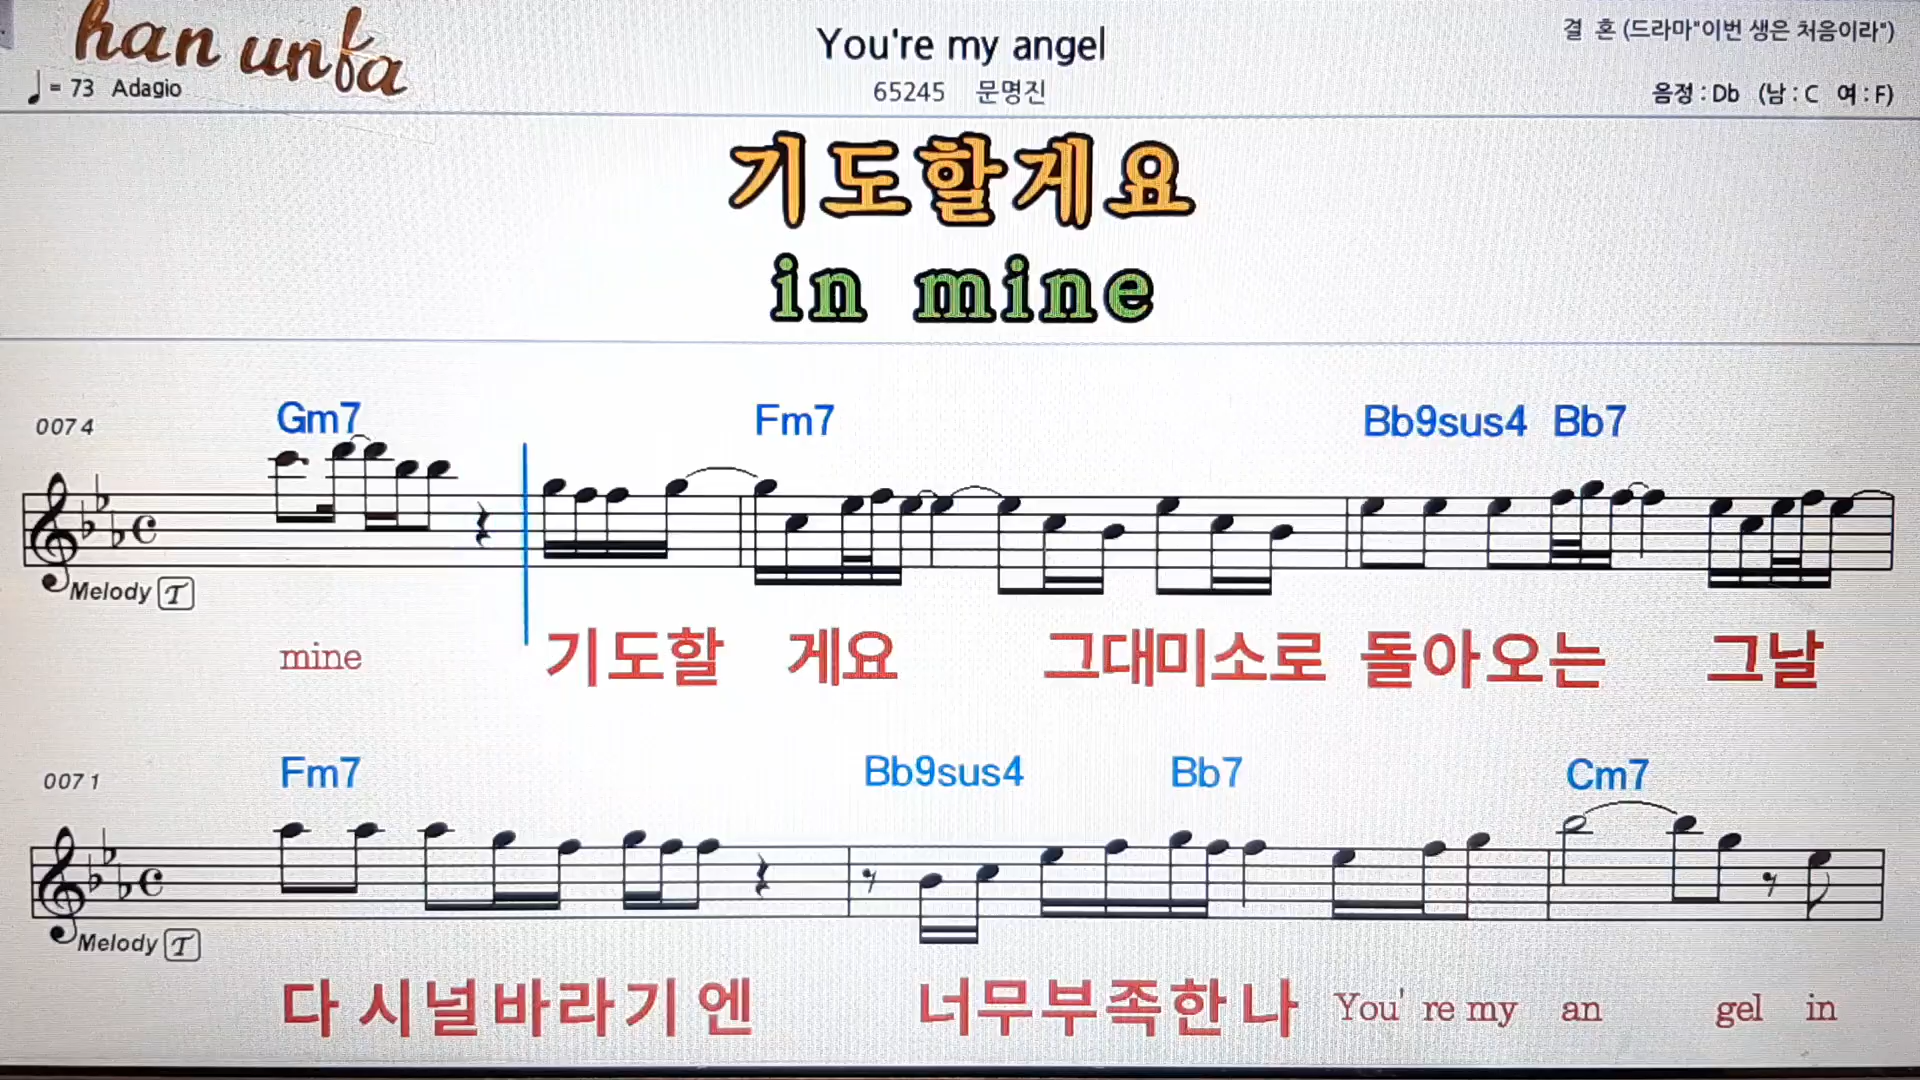 han unfa
You're my angel
결 혼 (드라마"이번 생은 처음이라")
♩= 73 Adagio
65245 문명진
음정 : Db (남 : C 여 : F)
기도할게요
in mine
0074 Gm7 Fm7 Bb9sus4 Bb7
Melody T
mine 기도할 게요 그대미소로 돌아오는 그날
0071 Fm7 Bb9sus4 Bb7 Cm7
Melody T
다시널바라기엔 너무부족한나 You' re my an gel in